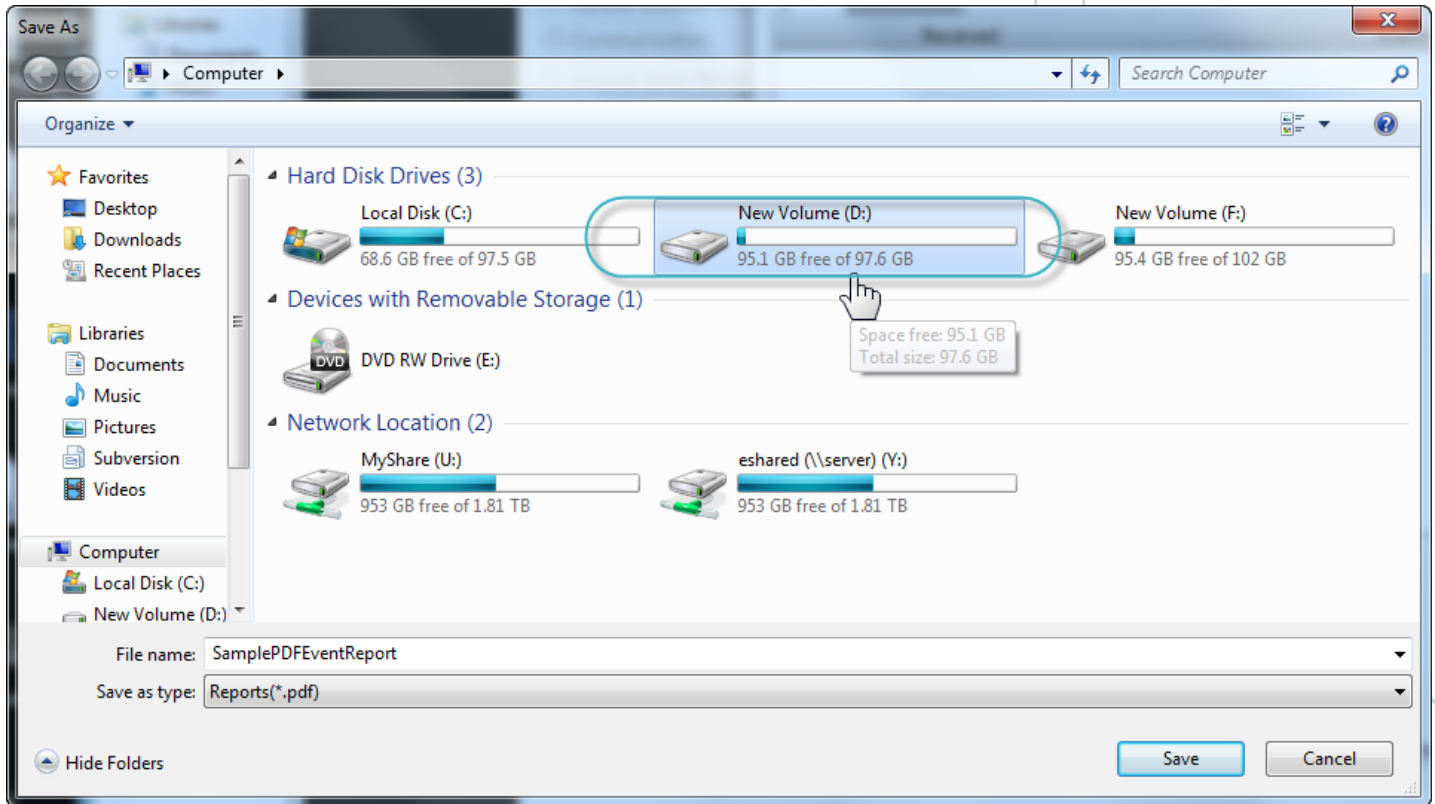 Save As
Computer
Search Computer
Organize
Favorites
Desktop
Downloads
Recent Places
Libraries
Documents
Music
Pictures
Subversion
Videos
Computer
Local Disk (C:)
New Volume (D:)
Hard Disk Drives (3)
Local Disk (C:)
68.6 GB free of 97.5 GB
New Volume (D:)
95.1 GB free of 97.6 GB
New Volume (F:)
95.4 GB free of 102 GB
Space free: 95.1 GB
Total size: 97.6 GB
Devices with Removable Storage (1)
DVD
DVD RW Drive (E:)
Network Location (2)
MyShare (U:)
953 GB free of 1.81 TB
eshared (\\server) (Y:)
953 GB free of 1.81 TB
File name: SamplePDFEventReport
Save as type: Reports(*.pdf)
Hide Folders
Save
Cancel